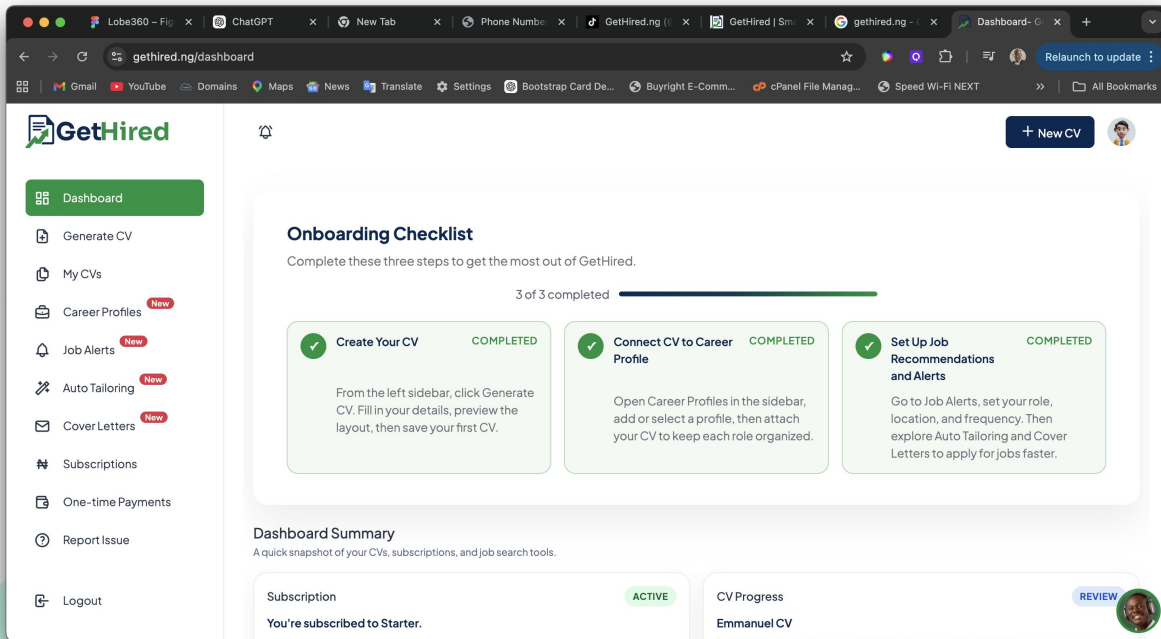 Lobe360 – Fig
ChatGPT
New Tab
Phone Number
GetHired.ng (
GetHired | Sm
gethired.ng -
Dashboard- G
gethired.ng/dashboard
Relaunch to update
Gmail
YouTube
Domains
Maps
News
Translate
Settings
Bootstrap Card De...
Buyright E-Comm...
cPanel File Manag...
Speed Wi-Fi NEXT
»
All Bookmarks
GetHired
+ New CV
Dashboard
Generate CV
My CVs
Career Profiles New
Job Alerts New
Auto Tailoring New
Cover Letters New
Subscriptions
One-time Payments
Report Issue
Logout
Onboarding Checklist
Complete these three steps to get the most out of GetHired.
3 of 3 completed
Create Your CV
COMPLETED
From the left sidebar, click Generate
CV. Fill in your details, preview the
layout, then save your first CV.
Connect CV to Career
Profile
COMPLETED
Open Career Profiles in the sidebar,
add or select a profile, then attach
your CV to keep each role organized.
Set Up Job
Recommendations
and Alerts
COMPLETED
Go to Job Alerts, set your role,
location, and frequency. Then
explore Auto Tailoring and Cover
Letters to apply for jobs faster.
Dashboard Summary
A quick snapshot of your CVs, subscriptions, and job search tools.
Subscription
ACTIVE
You're subscribed to Starter.
CV Progress
REVIEW
Emmanuel CV